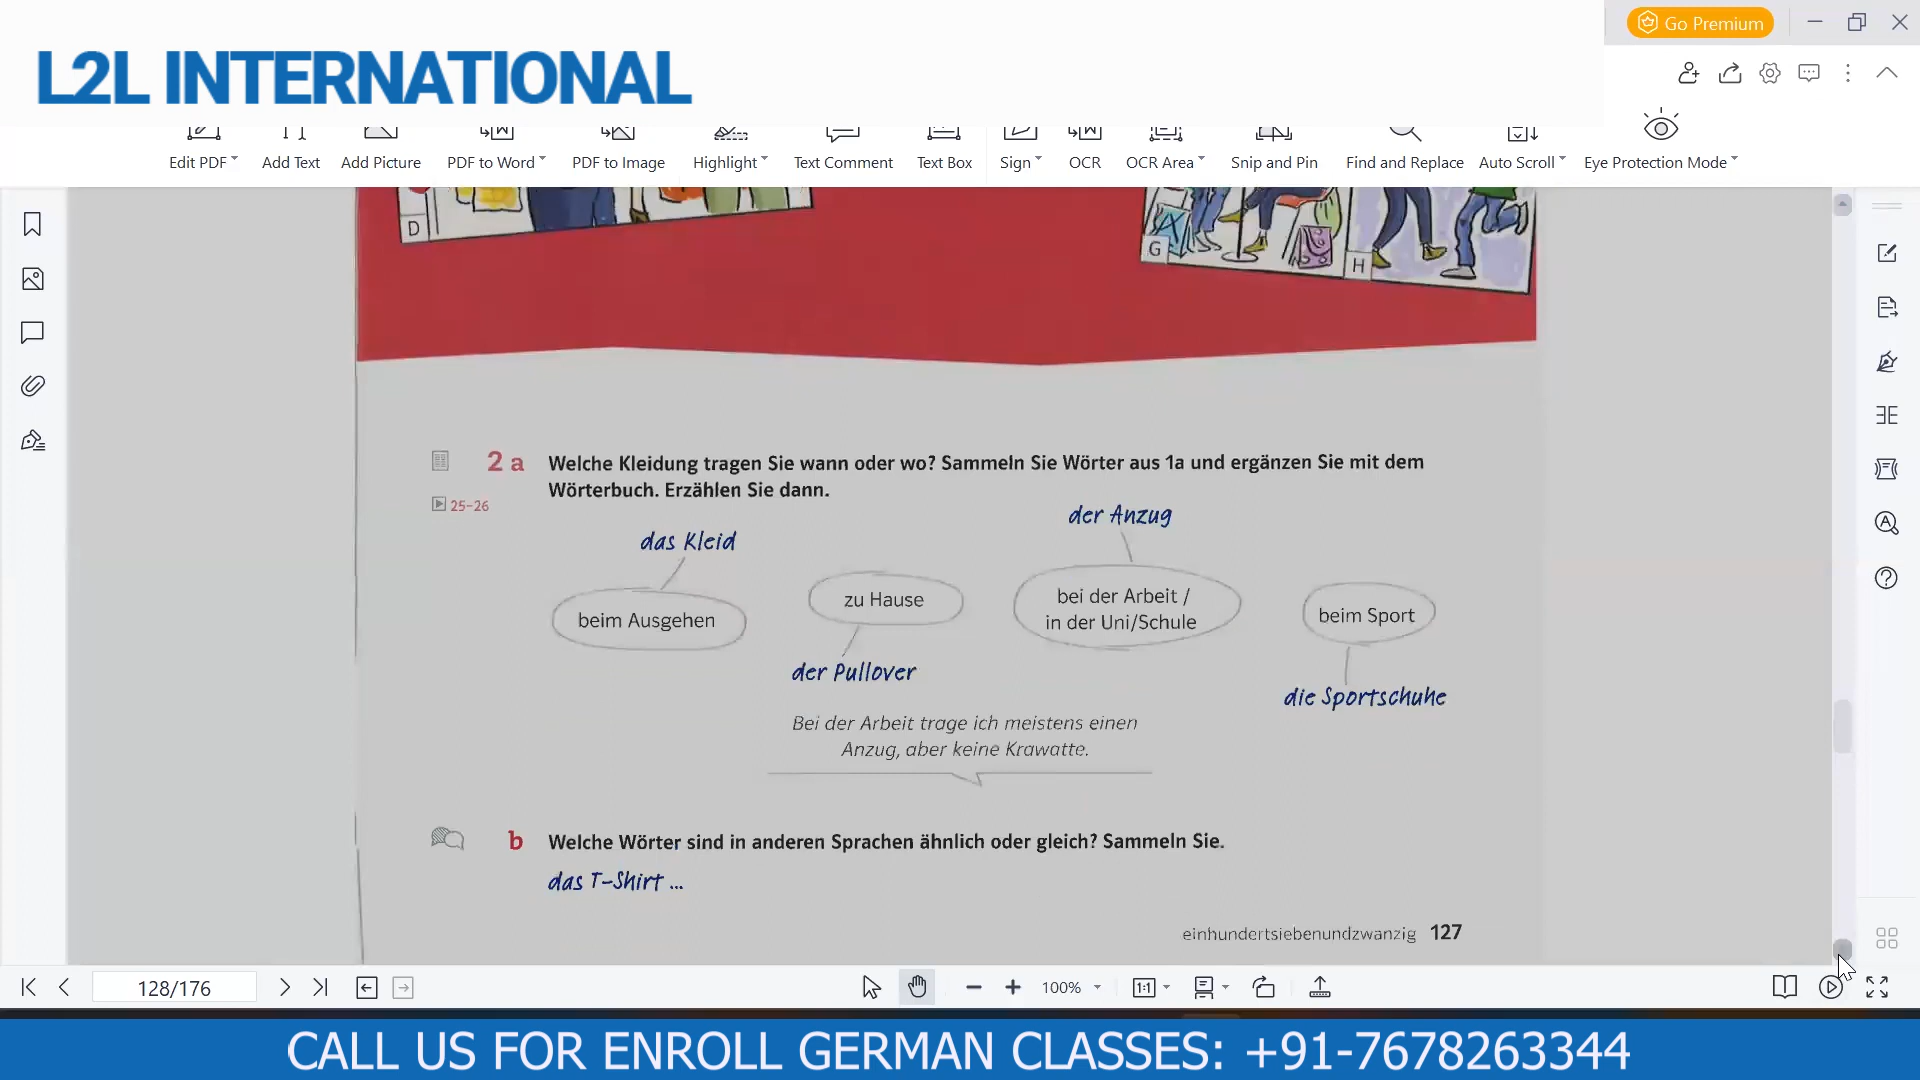 Go Premium
L2L INTERNATIONAL
Edit PDF Add Text Add Picture PDF to Word PDF to Image Highlight Text Comment Text Box Sign OCR OCR Area Snip and Pin Find and Replace Auto Scroll Eye Protection Mode
D
G
H
2 a Welche Kleidung tragen Sie wann oder wo? Sammeln Sie Wörter aus 1a und ergänzen Sie mit dem
Wörterbuch. Erzählen Sie dann.
25-26
das Kleid
der Anzug
beim Ausgehen
zu Hause
bei der Arbeit /
in der Uni/Schule
beim Sport
der Pullover
die Sportschuhe
Bei der Arbeit trage ich meistens einen
Anzug, aber keine Krawatte.
b Welche Wörter sind in anderen Sprachen ähnlich oder gleich? Sammeln Sie.
das T-Shirt ...
einhundertsiebenundzwanzig 127
128/176
100%
1:1
CALL US FOR ENROLL GERMAN CLASSES: +91-7678263344